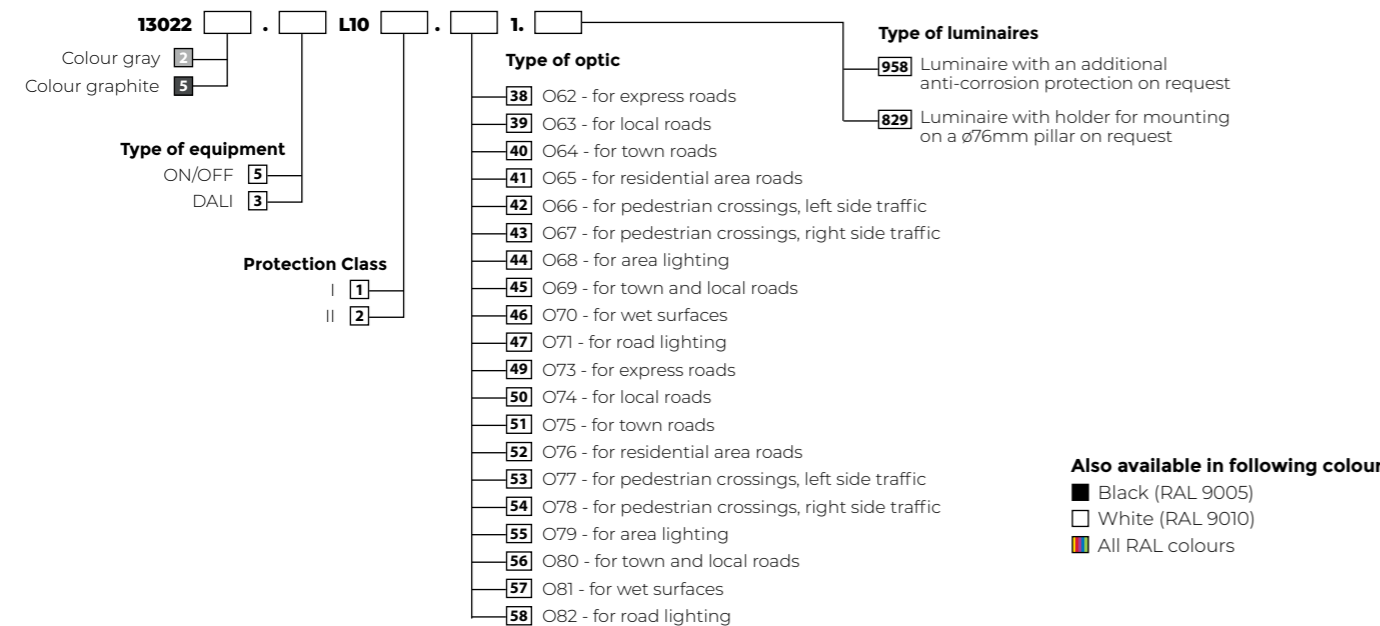 13022 . L10 . 1.
Colour gray 2
Colour graphite 5
Type of equipment
ON/OFF 5
DALI 3
Protection Class
I 1
II 2
Type of optic
38 O62 - for express roads
39 O63 - for local roads
40 O64 - for town roads
41 O65 - for residential area roads
42 O66 - for pedestrian crossings, left side traffic
43 O67 - for pedestrian crossings, right side traffic
44 O68 - for area lighting
45 O69 - for town and local roads
46 O70 - for wet surfaces
47 O71 - for road lighting
49 O73 - for express roads
50 O74 - for local roads
51 O75 - for town roads
52 O76 - for residential area roads
53 O77 - for pedestrian crossings, left side traffic
54 O78 - for pedestrian crossings, right side traffic
55 O79 - for area lighting
56 O80 - for town and local roads
57 O81 - for wet surfaces
58 O82 - for road lighting
Type of luminaires
958 Luminaire with an additional
anti-corrosion protection on request
829 Luminaire with holder for mounting
on a ø76mm pillar on request
Also available in following colour
Black (RAL 9005)
White (RAL 9010)
All RAL colours